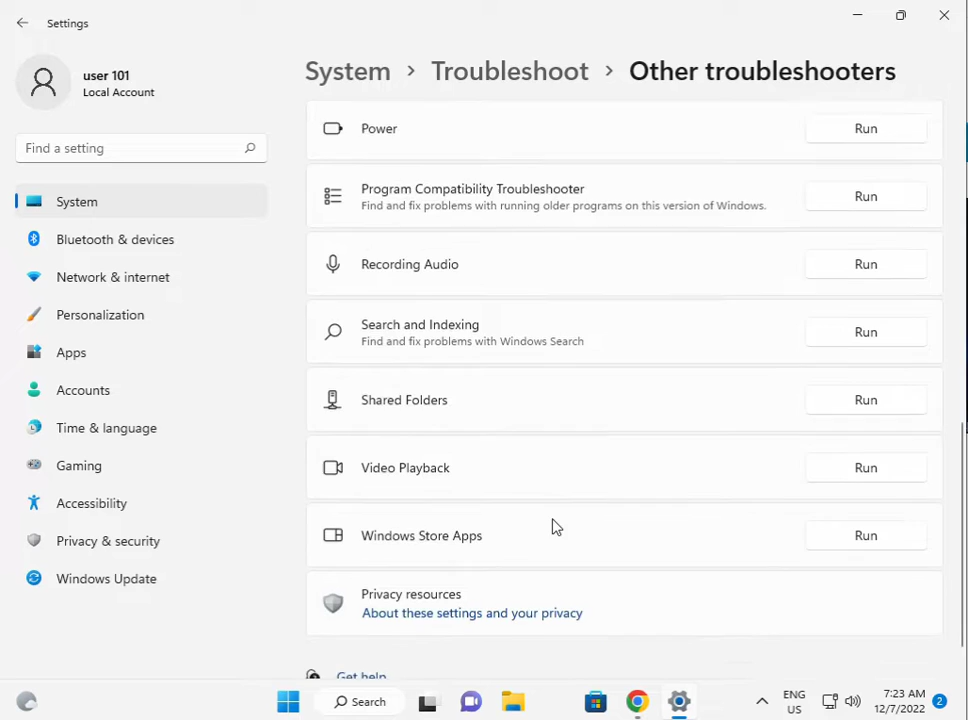 Settings
user 101
Local Account
Find a setting
System
Bluetooth & devices
Network & internet
Personalization
Apps
Accounts
Time & language
Gaming
Accessibility
Privacy & security
Windows Update
System > Troubleshoot > Other troubleshooters
Power Run
Program Compatibility Troubleshooter
Find and fix problems with running older programs on this version of Windows.
Run
Recording Audio Run
Search and Indexing
Find and fix problems with Windows Search
Run
Shared Folders Run
Video Playback Run
Windows Store Apps Run
Privacy resources
About these settings and your privacy
Get help
Search
ENG
US
7:23 AM
12/7/2022
2